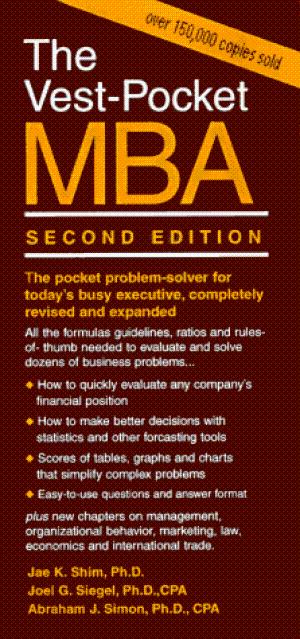 over 150,000 copies sold
The
Vest-Pocket
MBA
SECOND EDITION
The pocket problem-solver for
today's busy executive, completely
revised and expanded
All the formulas guidelines, ratios and rules-
of- thumb needed to evaluate and solve
dozens of business problems...
◆ How to quickly evaluate any company's
financial position
◆ How to make better decisions with
statistics and other forcasting tools
◆ Scores of tables, graphs and charts
that simplify complex problems
◆ Easy-to-use questions and answer format
plus new chapters on management,
organizational behavior, marketing, law,
economics and international trade.
Jae K. Shim, Ph.D.
Joel G. Siegel, Ph.D.,CPA
Abraham J. Simon, Ph.D., CPA